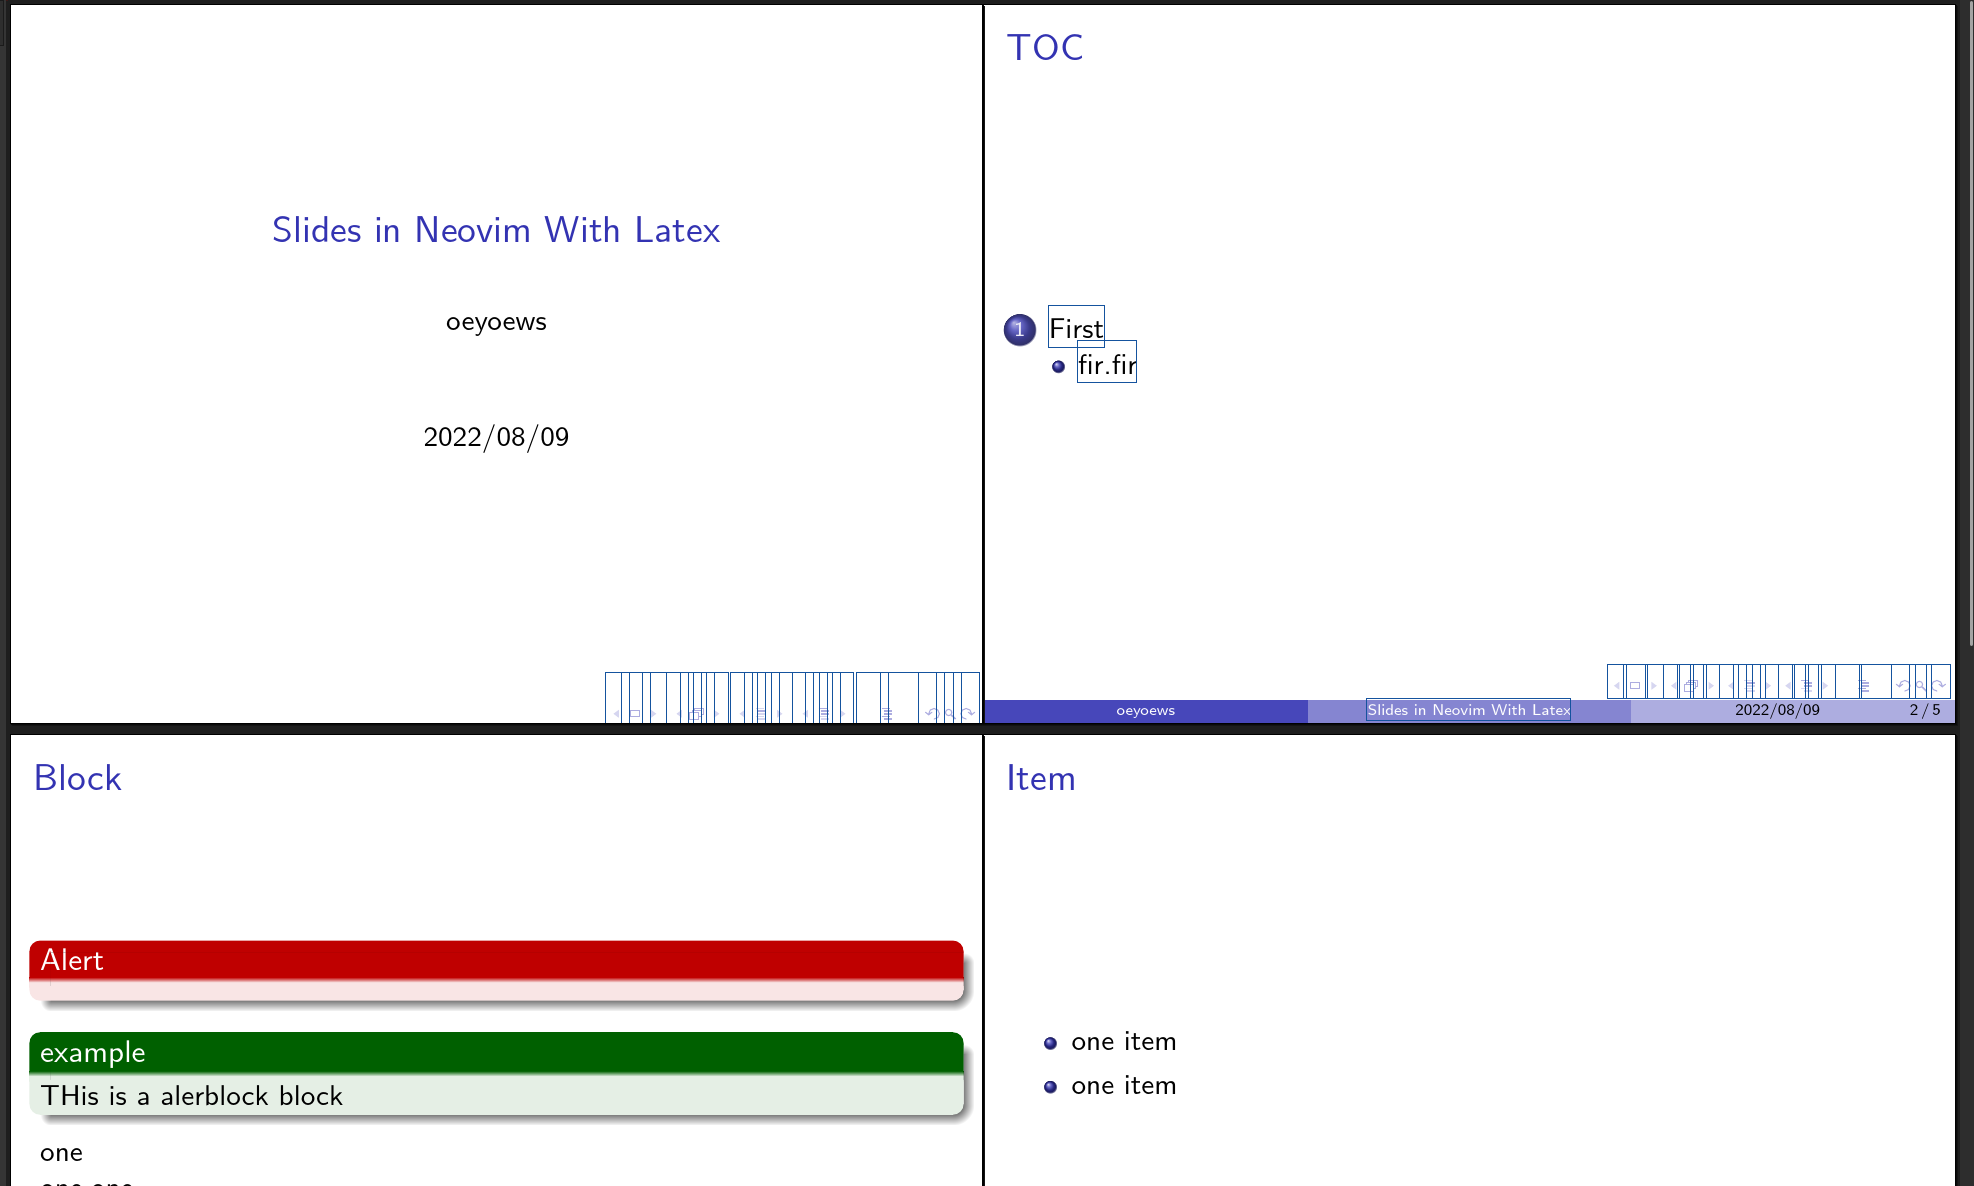 Slides in Neovim With Latex
oeyoews
2022/08/09
TOC
1 First
fir.fir
oeyoews Slides in Neovim With Latex 2022/08/09 2 / 5
Block
Alert
example
THis is a alerblock block
one
Item
one item
one item